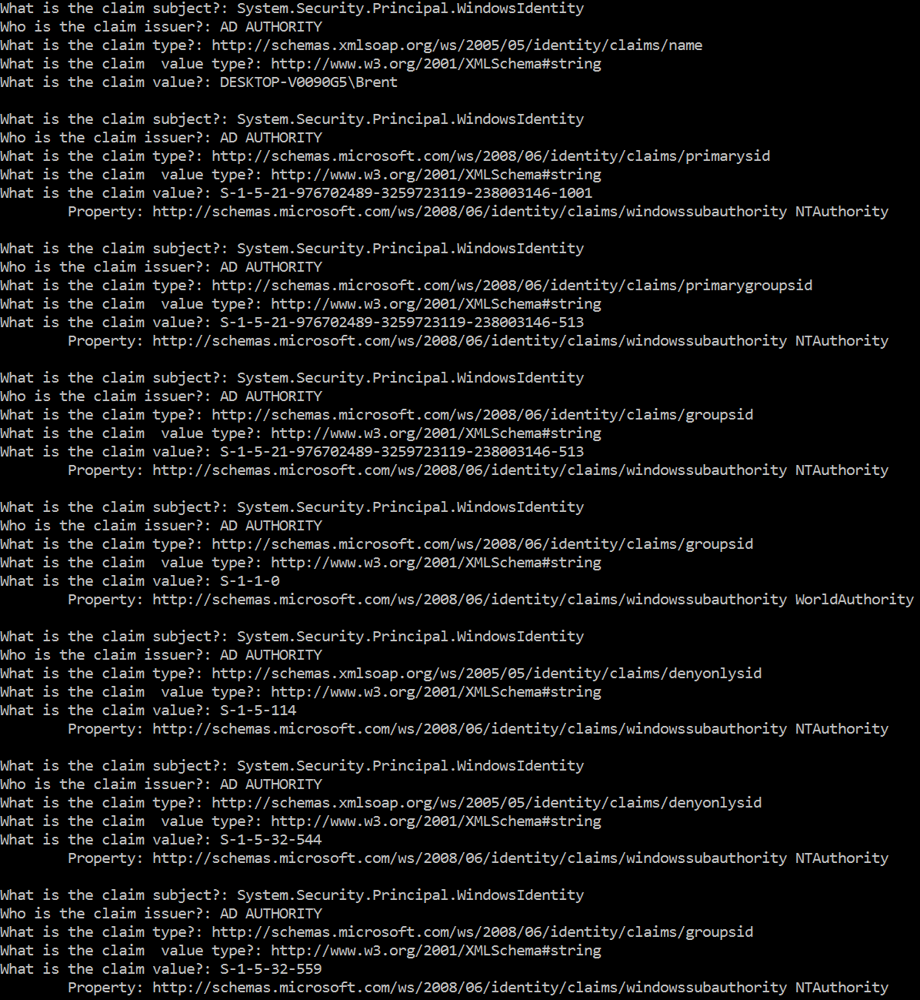 What is the claim subject?: System.Security.Principal.WindowsIdentity
Who is the claim issuer?: AD AUTHORITY
What is the claim type?: http://schemas.xmlsoap.org/ws/2005/05/identity/claims/name
What is the claim  value type?: http://www.w3.org/2001/XMLSchema#string
What is the claim value?: DESKTOP-V0090G5\Brent

What is the claim subject?: System.Security.Principal.WindowsIdentity
Who is the claim issuer?: AD AUTHORITY
What is the claim type?: http://schemas.microsoft.com/ws/2008/06/identity/claims/primarysid
What is the claim  value type?: http://www.w3.org/2001/XMLSchema#string
What is the claim value?: S-1-5-21-976702489-3259723119-238003146-1001
        Property: http://schemas.microsoft.com/ws/2008/06/identity/claims/windowssubauthority NTAuthority

What is the claim subject?: System.Security.Principal.WindowsIdentity
Who is the claim issuer?: AD AUTHORITY
What is the claim type?: http://schemas.microsoft.com/ws/2008/06/identity/claims/primarygroupsid
What is the claim  value type?: http://www.w3.org/2001/XMLSchema#string
What is the claim value?: S-1-5-21-976702489-3259723119-238003146-513
        Property: http://schemas.microsoft.com/ws/2008/06/identity/claims/windowssubauthority NTAuthority

What is the claim subject?: System.Security.Principal.WindowsIdentity
Who is the claim issuer?: AD AUTHORITY
What is the claim type?: http://schemas.microsoft.com/ws/2008/06/identity/claims/groupsid
What is the claim  value type?: http://www.w3.org/2001/XMLSchema#string
What is the claim value?: S-1-5-21-976702489-3259723119-238003146-513
        Property: http://schemas.microsoft.com/ws/2008/06/identity/claims/windowssubauthority NTAuthority

What is the claim subject?: System.Security.Principal.WindowsIdentity
Who is the claim issuer?: AD AUTHORITY
What is the claim type?: http://schemas.microsoft.com/ws/2008/06/identity/claims/groupsid
What is the claim  value type?: http://www.w3.org/2001/XMLSchema#string
What is the claim value?: S-1-1-0
        Property: http://schemas.microsoft.com/ws/2008/06/identity/claims/windowssubauthority WorldAuthority

What is the claim subject?: System.Security.Principal.WindowsIdentity
Who is the claim issuer?: AD AUTHORITY
What is the claim type?: http://schemas.xmlsoap.org/ws/2005/05/identity/claims/denyonlysid
What is the claim  value type?: http://www.w3.org/2001/XMLSchema#string
What is the claim value?: S-1-5-114
        Property: http://schemas.microsoft.com/ws/2008/06/identity/claims/windowssubauthority NTAuthority

What is the claim subject?: System.Security.Principal.WindowsIdentity
Who is the claim issuer?: AD AUTHORITY
What is the claim type?: http://schemas.xmlsoap.org/ws/2005/05/identity/claims/denyonlysid
What is the claim  value type?: http://www.w3.org/2001/XMLSchema#string
What is the claim value?: S-1-5-32-544
        Property: http://schemas.microsoft.com/ws/2008/06/identity/claims/windowssubauthority NTAuthority

What is the claim subject?: System.Security.Principal.WindowsIdentity
Who is the claim issuer?: AD AUTHORITY
What is the claim type?: http://schemas.microsoft.com/ws/2008/06/identity/claims/groupsid
What is the claim  value type?: http://www.w3.org/2001/XMLSchema#string
What is the claim value?: S-1-5-32-559
        Property: http://schemas.microsoft.com/ws/2008/06/identity/claims/windowssubauthority NTAuthority